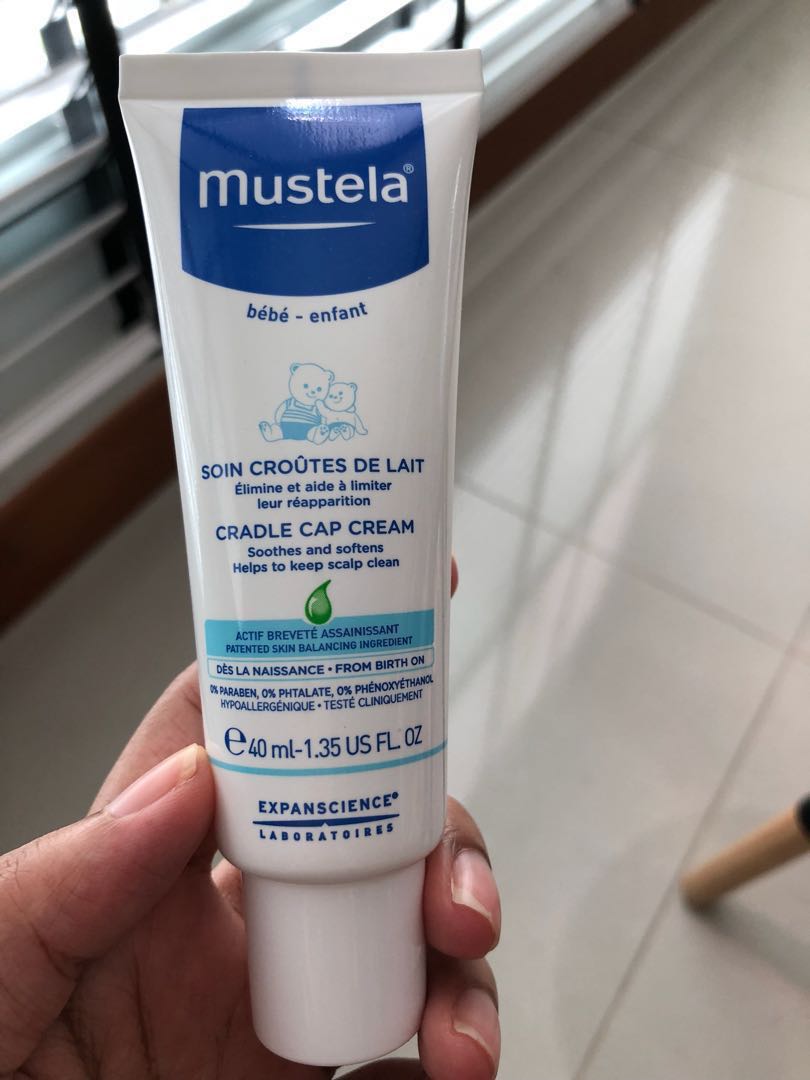 mustela®
bébé - enfant
SOIN CROÛTES DE LAIT
Élimine et aide à limiter
leur réapparition
CRADLE CAP CREAM
Soothes and softens
Helps to keep scalp clean
ACTIF BREVETÉ ASSAINISSANT
PATENTED SKIN BALANCING INGREDIENT
DÈS LA NAISSANCE • FROM BIRTH ON
0% PARABEN, 0% PHTALATE, 0% PHÉNOXYÉTHANOL
HYPOALLERGÉNIQUE • TESTÉ CLINIQUEMENT
℮ 40 ml-1.35 US FL. OZ
EXPANSCIENCE®
LABORATOIRES